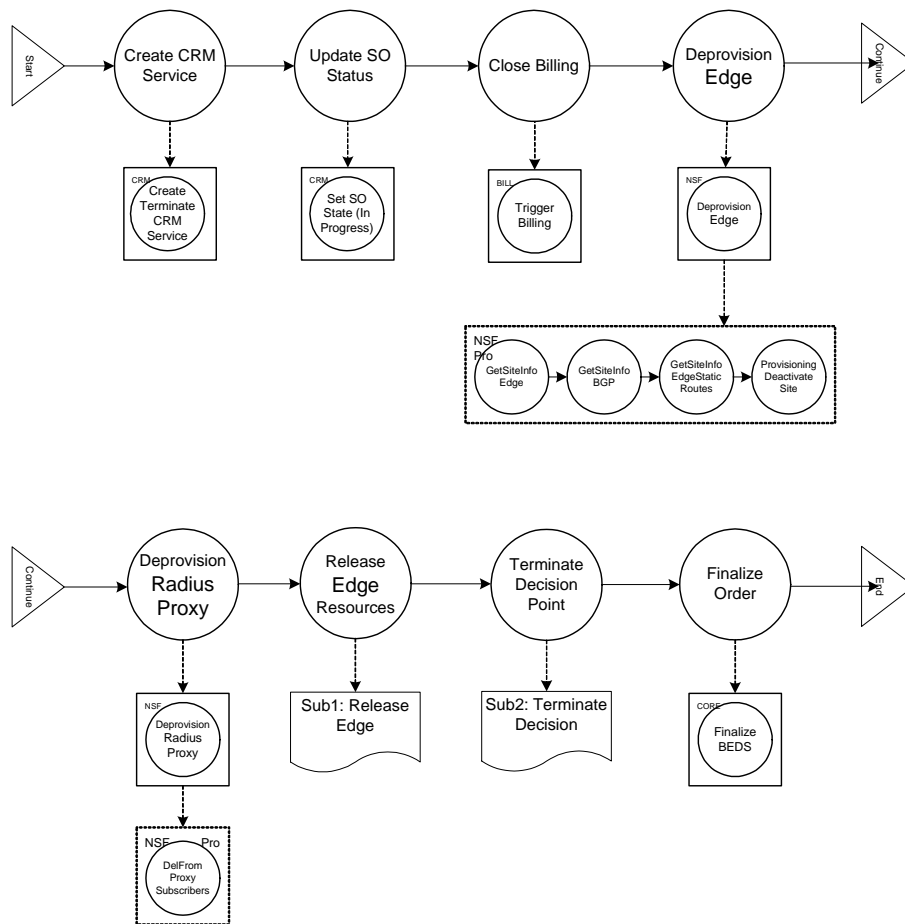 Start
Create CRM
Service
Update SO
Status
Close Billing
Deprovision
Edge
Continue
CRM
Create
Terminate
CRM
Service
CRM
Set SO
State (In
Progress)
BILL
Trigger
Billing
NSF
Deprovision
Edge
NSF
Pro
GetSiteInfo
Edge
GetSiteInfo
BGP
GetSiteInfo
EdgeStatic
Routes
Provisioning
Deactivate
Site
Continue
Deprovision
Radius
Proxy
Release
Edge
Resources
Terminate
Decision
Point
Finalize
Order
End
NSF
Deprovision
Radius
Proxy
Sub1: Release
Edge
Sub2: Terminate
Decision
CORE
Finalize
BEDS
NSF Pro
DelFrom
Proxy
Subscribers